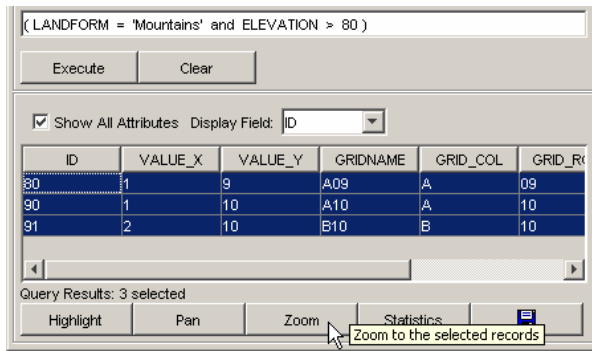 ( LANDFORM = 'Mountains' and ELEVATION > 80 )
Execute Clear
Show All Attributes Display Field: ID
ID VALUE_X VALUE_Y GRIDNAME GRID_COL GRID_RO
80 1 9 A09 A 09
90 1 10 A10 A 10
91 2 10 B10 B 10
Query Results: 3 selected
Highlight Pan Zoom Statistics
Zoom to the selected records